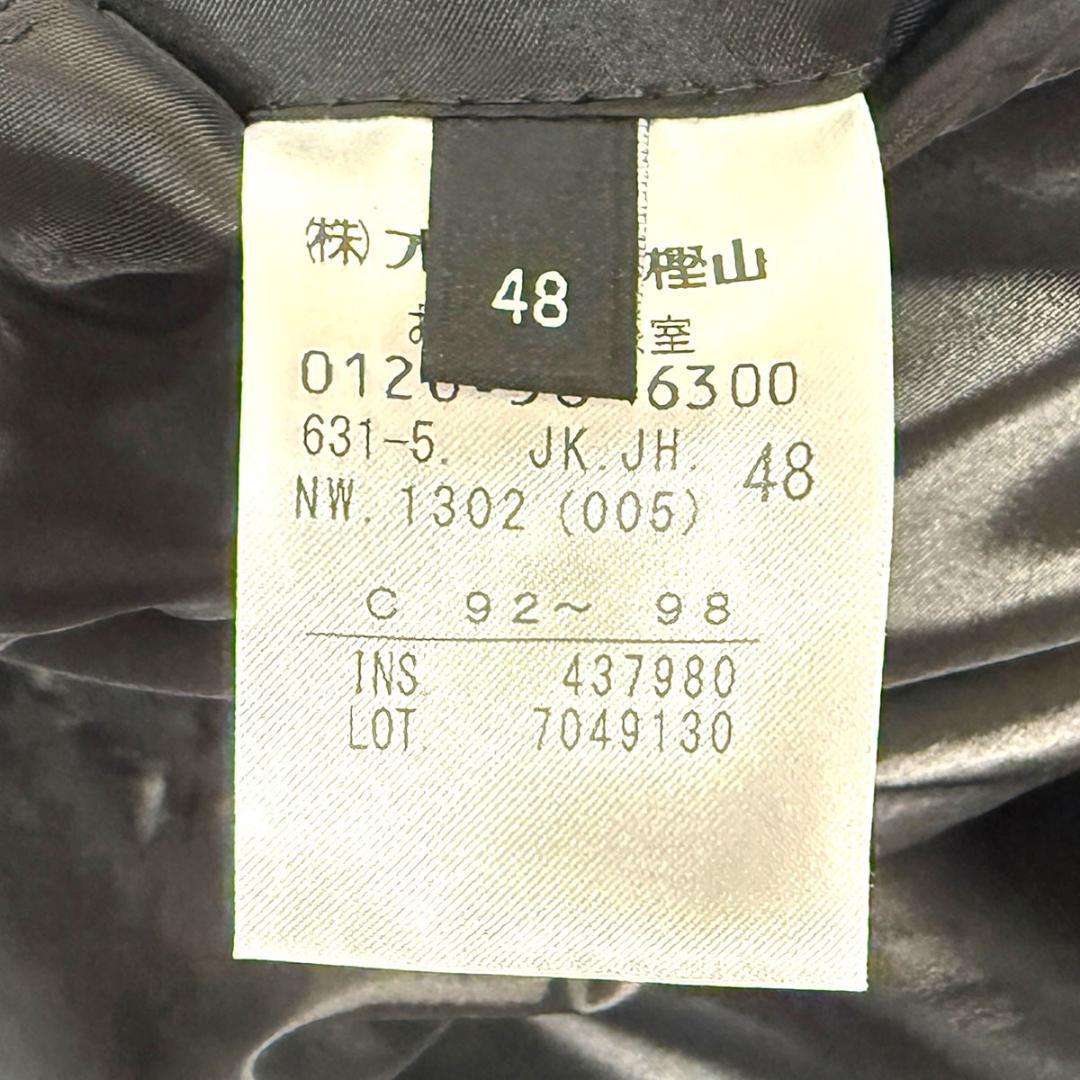 ㈱ 樫山
48
室
6300
631-5. JK.JH. 48
NW. 1302 (005)
C 92～ 98
INS. 437980
LOT. 7049130